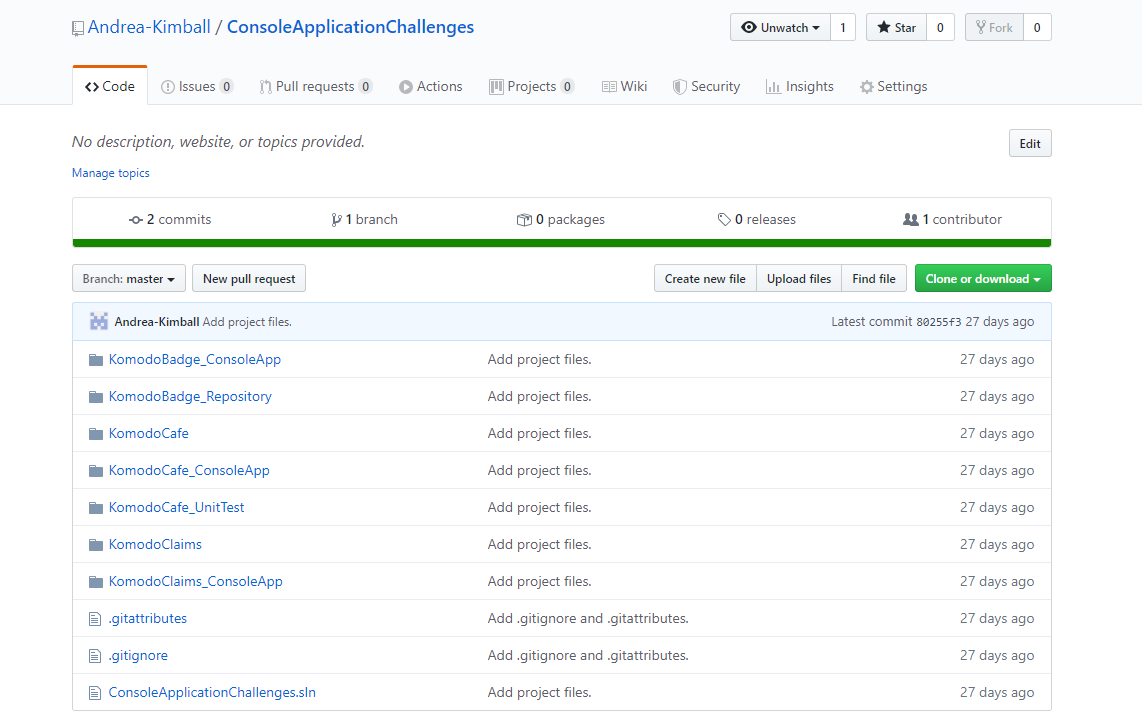 Andrea-Kimball / ConsoleApplicationChallenges Unwatch 1 Star 0 Fork 0
Code Issues 0 Pull requests 0 Actions Projects 0 Wiki Security Insights Settings
No description, website, or topics provided. Edit
Manage topics
2 commits 1 branch 0 packages 0 releases 1 contributor
Branch: master New pull request Create new file Upload files Find file Clone or download
Andrea-Kimball Add project files. Latest commit 80255f3 27 days ago
KomodoBadge_ConsoleApp Add project files. 27 days ago
KomodoBadge_Repository Add project files. 27 days ago
KomodoCafe Add project files. 27 days ago
KomodoCafe_ConsoleApp Add project files. 27 days ago
KomodoCafe_UnitTest Add project files. 27 days ago
KomodoClaims Add project files. 27 days ago
KomodoClaims_ConsoleApp Add project files. 27 days ago
.gitattributes Add .gitignore and .gitattributes. 27 days ago
.gitignore Add .gitignore and .gitattributes. 27 days ago
ConsoleApplicationChallenges.sln Add project files. 27 days ago